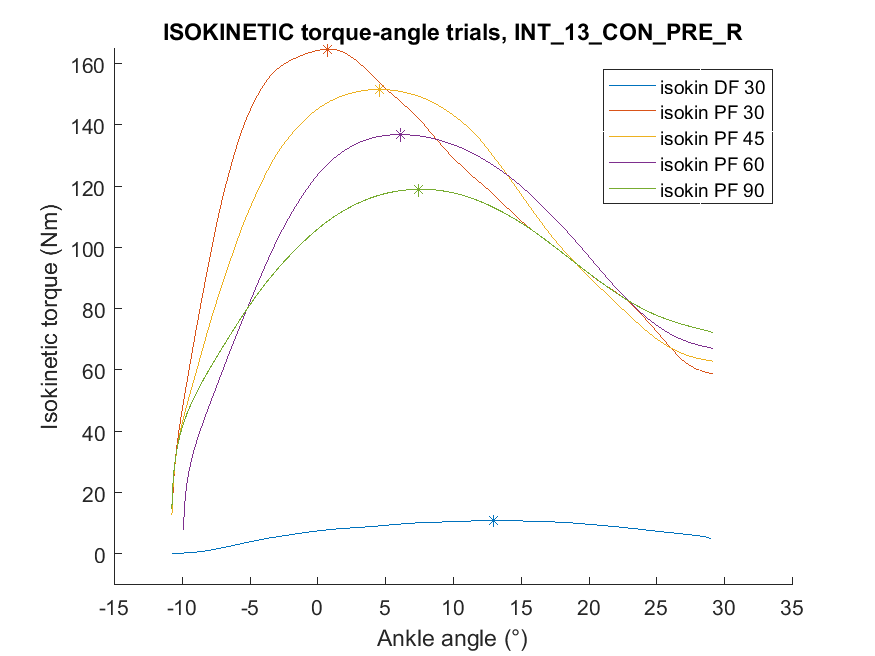 ISOKINETIC torque-angle trials, INT_13_CON_PRE_R
isokin DF 30
isokin PF 30
isokin PF 45
isokin PF 60
isokin PF 90
Isokinetic torque (Nm)
160
140
120
100
80
60
40
20
0
-15 -10 -5 0 5 10 15 20 25 30 35
Ankle angle (°)